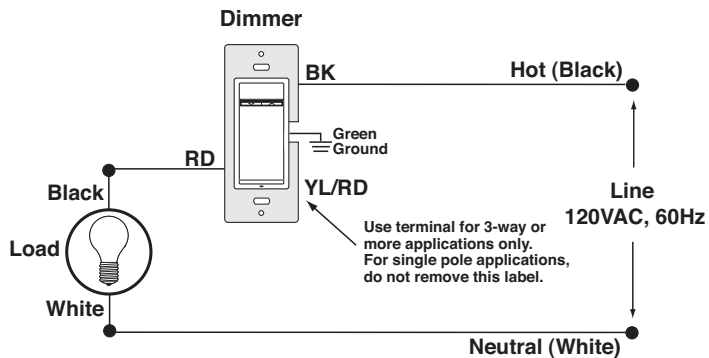 Dimmer
BK
Hot (Black)
Green
Ground
RD
YL/RD
Black
Line
120VAC, 60Hz
Use terminal for 3-way or
more applications only.
For single pole applications,
do not remove this label.
Load
White
Neutral (White)